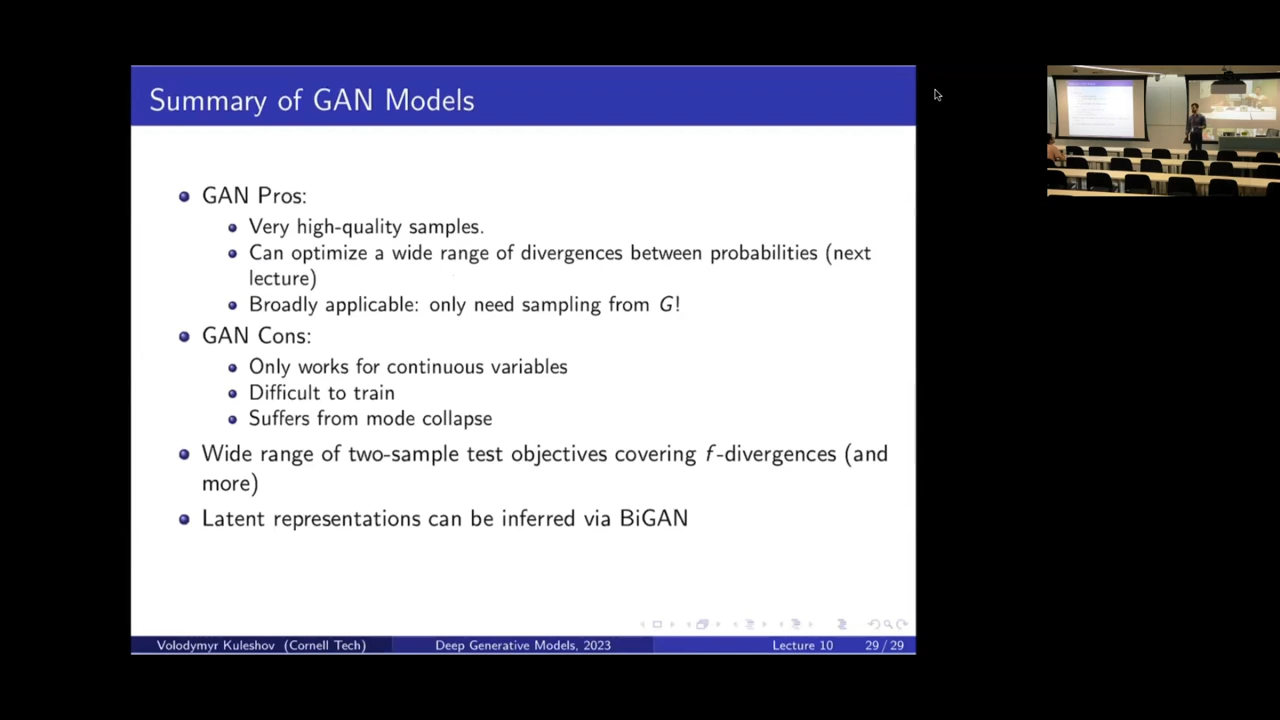 Summary of GAN Models
GAN Pros:
Very high-quality samples.
Can optimize a wide range of divergences between probabilities (next
lecture)
Broadly applicable: only need sampling from G!
GAN Cons:
Only works for continuous variables
Difficult to train
Suffers from mode collapse
Wide range of two-sample test objectives covering f-divergences (and
more)
Latent representations can be inferred via BiGAN
Volodymyr Kuleshov (Cornell Tech) Deep Generative Models, 2023 Lecture 10 29 / 29